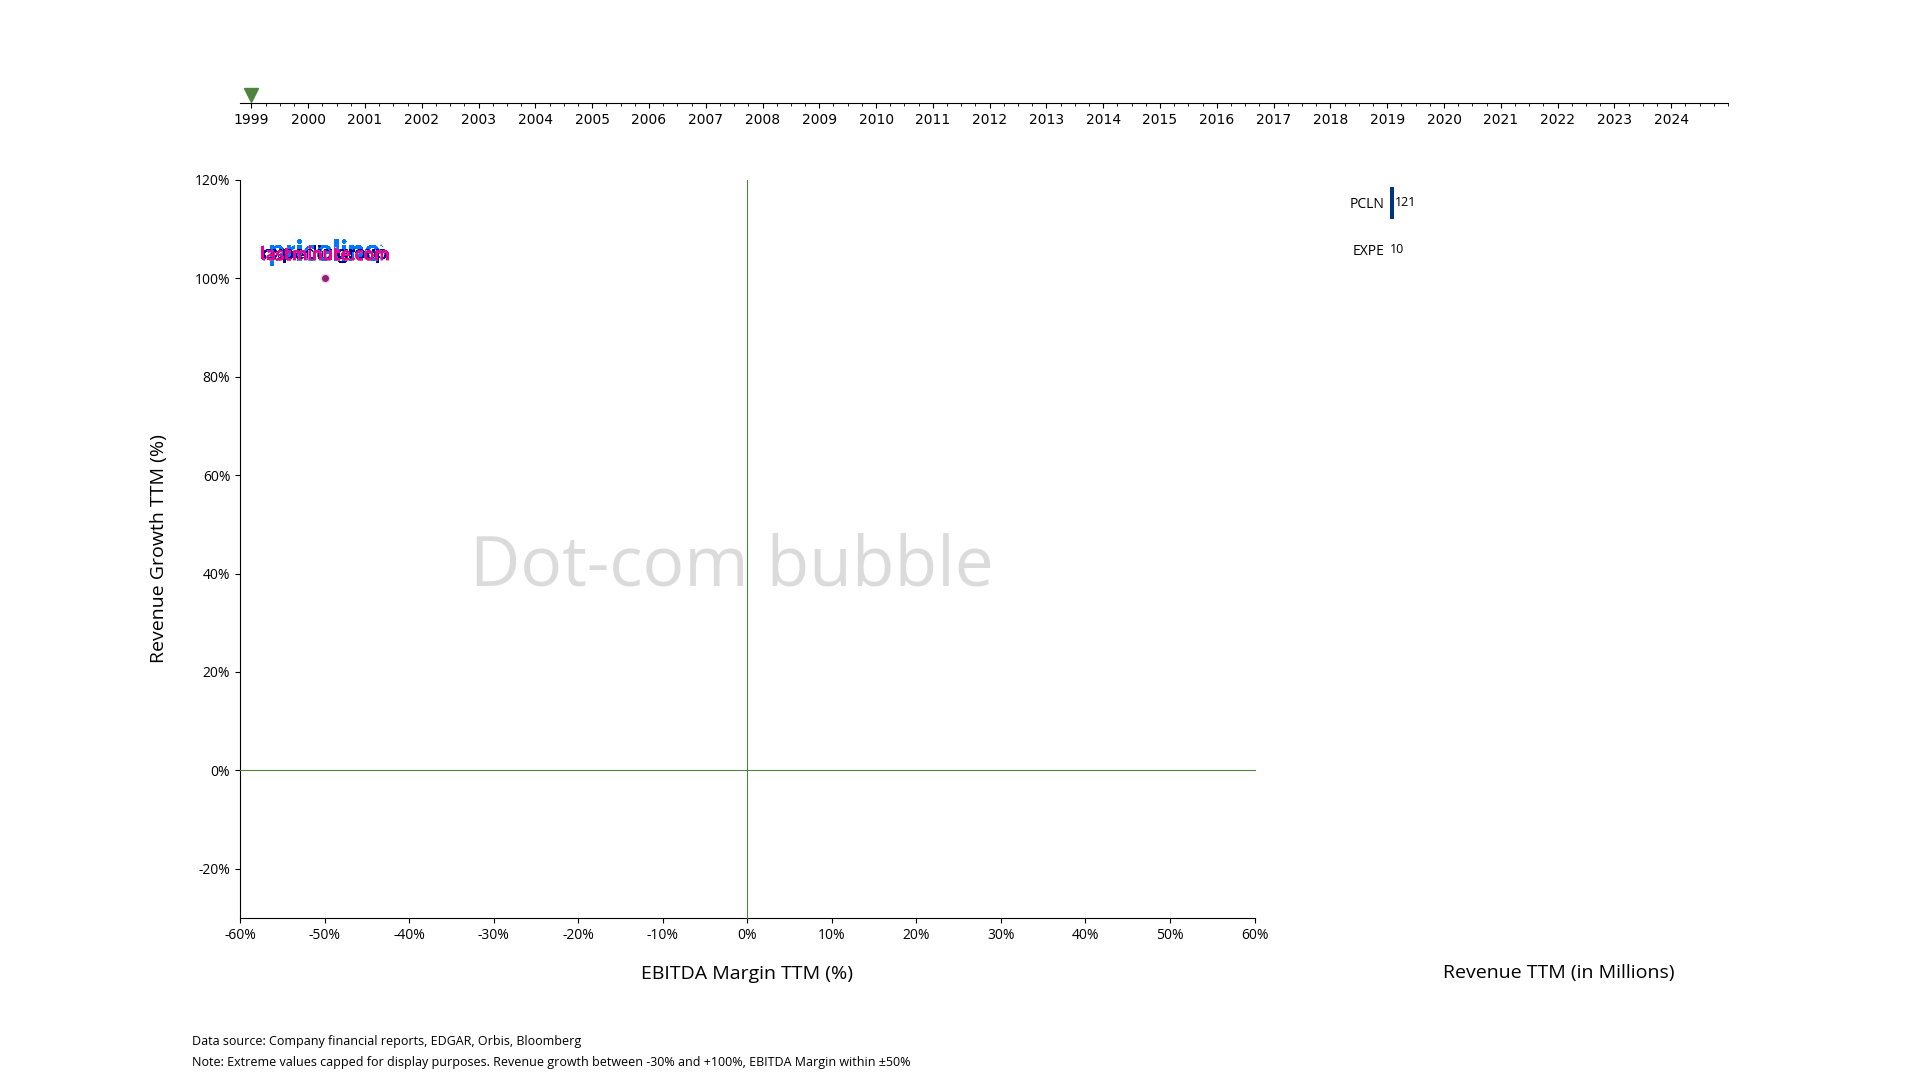 1999 2000 2001 2002 2003 2004 2005 2006 2007 2008 2009 2010 2011 2012 2013 2014 2015 2016 2017 2018 2019 2020 2021 2022 2023 2024
120%
100%
80%
60%
40%
20%
0%
-20%
Revenue Growth TTM (%)
Dot-com bubble
-60% -50% -40% -30% -20% -10% 0% 10% 20% 30% 40% 50% 60%
EBITDA Margin TTM (%)
PCLN 121
EXPE 10
Revenue TTM (in Millions)
Data source: Company financial reports, EDGAR, Orbis, Bloomberg
Note: Extreme values capped for display purposes. Revenue growth between -30% and +100%, EBITDA Margin within ±50%